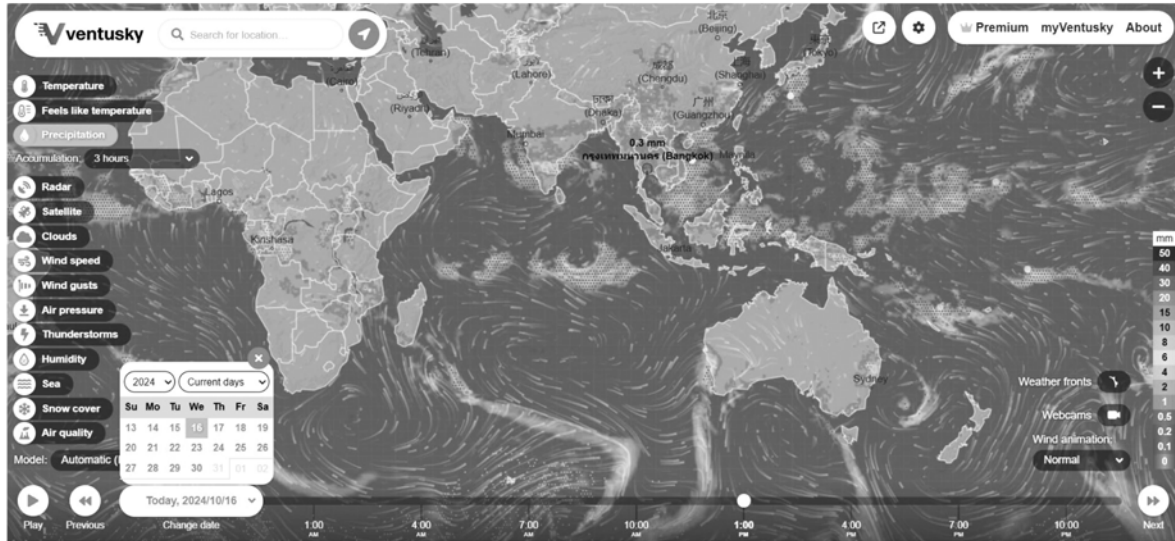 ventusky
Search for location...
Premium myVentusky About
Temperature
Feels like temperature
Precipitation
Accumulation: 3 hours
Radar
Satellite
Clouds
Wind speed
Wind gusts
Air pressure
Thunderstorms
Humidity
Sea
Snow cover
Air quality
Model: Automatic
北京
(Beijing)
(Tokyo)
(Tehran)
(Lahore)
成都
(Chengdu)
上海
(Shanghai)
(Cairo)
(Riyadh)
(Dhaka)
广州
(Guangzhou)
Mumbai
0.3 mm
กรุงเทพมหานคร (Bangkok)
Maynila
Lagos
Kinshasa
Jakarta
Sydney
mm
50
40
30
20
15
10
8
6
4
2
1
0.5
0.2
0.1
0
2024 Current days
Su Mo Tu We Th Fr Sa
13 14 15 16 17 18 19
20 21 22 23 24 25 26
27 28 29 30 31 01 02
Weather fronts
Webcams
Wind animation:
Normal
Today, 2024/10/16
Play
Previous
Change date
1:00 AM
4:00 AM
7:00 AM
10:00 AM
1:00 PM
4:00 PM
7:00 PM
10:00 PM
Next